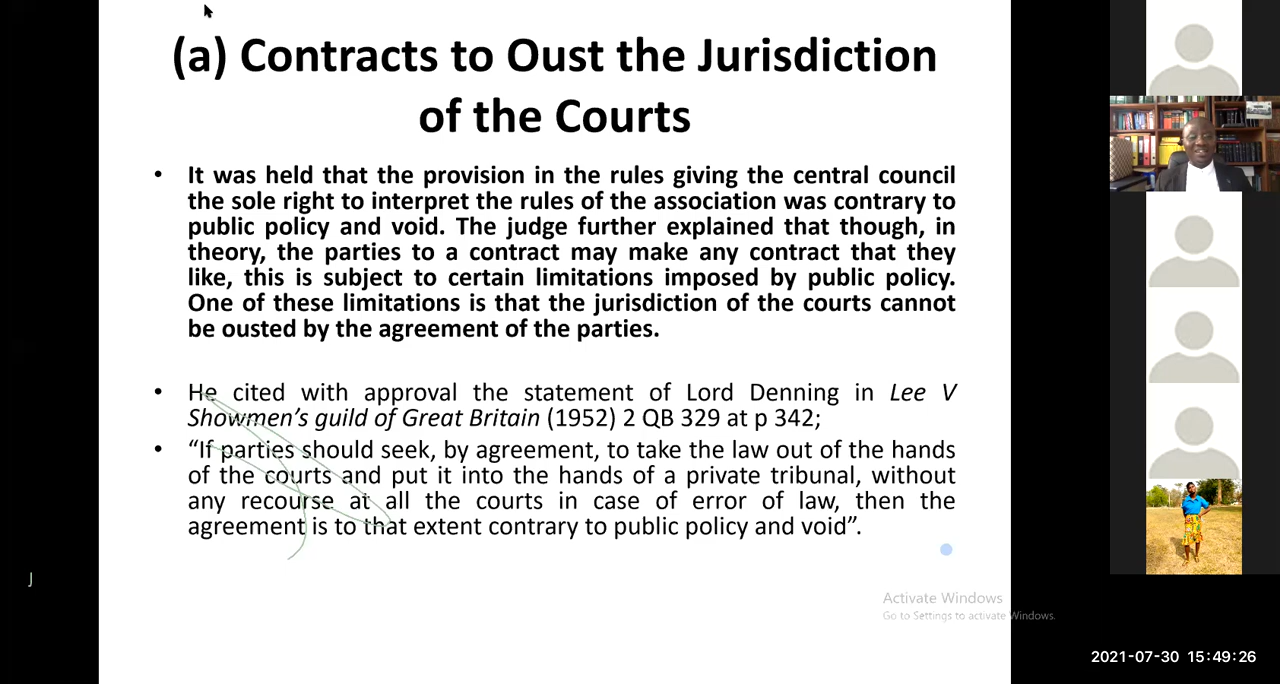 (a) Contracts to Oust the Jurisdiction
of the Courts
• It was held that the provision in the rules giving the central council
the sole right to interpret the rules of the association was contrary to
public policy and void. The judge further explained that though, in
theory, the parties to a contract may make any contract that they
like, this is subject to certain limitations imposed by public policy.
One of these limitations is that the jurisdiction of the courts cannot
be ousted by the agreement of the parties.
• He cited with approval the statement of Lord Denning in Lee V
Showmen’s guild of Great Britain (1952) 2 QB 329 at p 342;
• “If parties should seek, by agreement, to take the law out of the hands
of the courts and put it into the hands of a private tribunal, without
any recourse at all the courts in case of error of law, then the
agreement is to that extent contrary to public policy and void”.
J
Activate Windows
Go to Settings to activate Windows.
2021-07-30 15:49:26